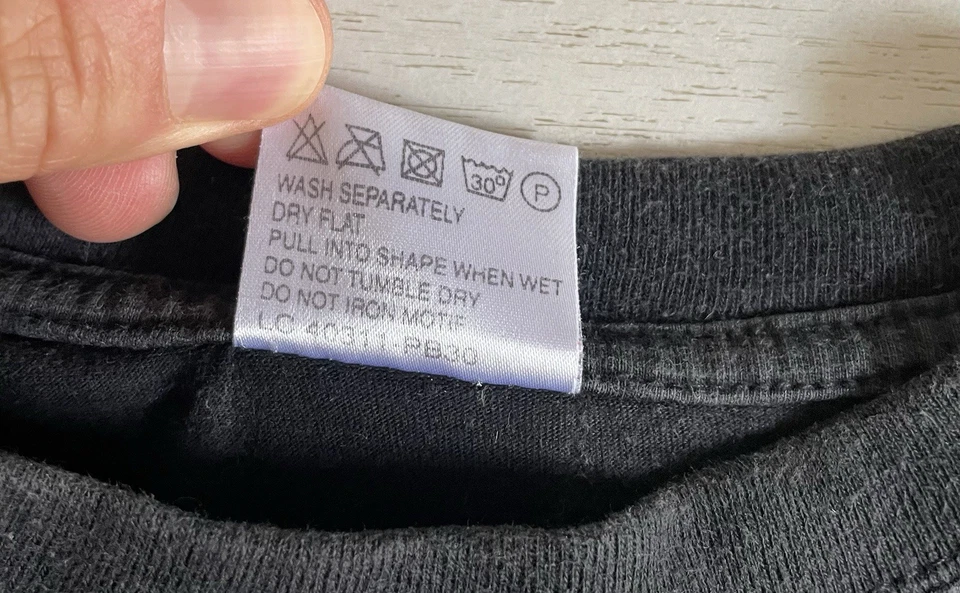 30° P
WASH SEPARATELY
DRY FLAT
PULL INTO SHAPE WHEN WET
DO NOT TUMBLE DRY
DO NOT IRON MOTIF
LC 40311 PB30